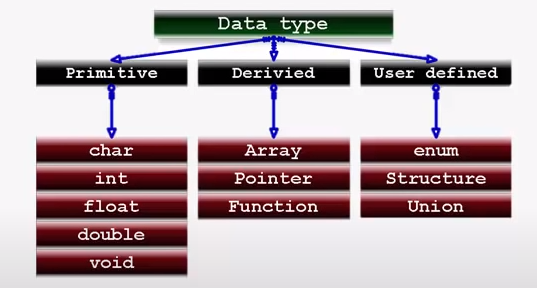 Data type
Primitive
Derivied
User defined
char
int
float
double
void
Array
Pointer
Function
enum
Structure
Union